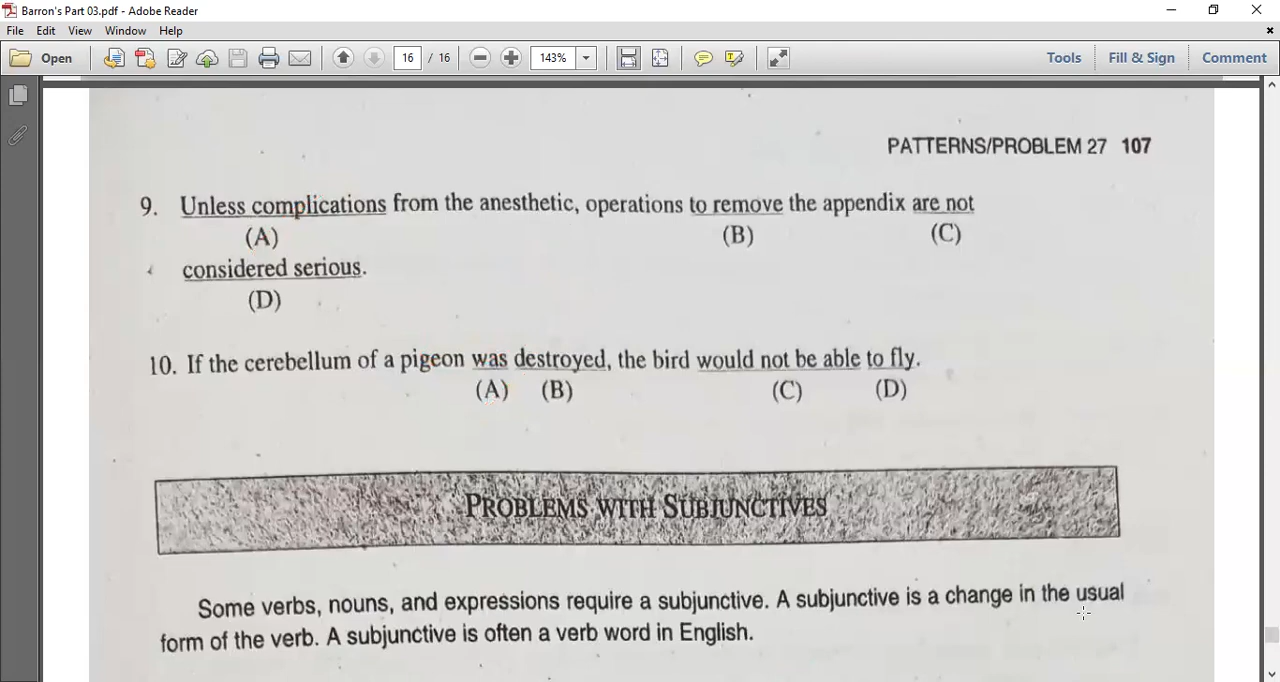 Barron's Part 03.pdf - Adobe Reader
File Edit View Window Help
Open 16 / 16 143% Tools Fill & Sign Comment
PATTERNS/PROBLEM 27 107
9. Unless complications from the anesthetic, operations to remove the appendix are not
(A) (B) (C)
considered serious.
(D)
10. If the cerebellum of a pigeon was destroyed, the bird would not be able to fly.
(A) (B) (C) (D)
PROBLEMS WITH SUBJUNCTIVES
Some verbs, nouns, and expressions require a subjunctive. A subjunctive is a change in the usual
form of the verb. A subjunctive is often a verb word in English.